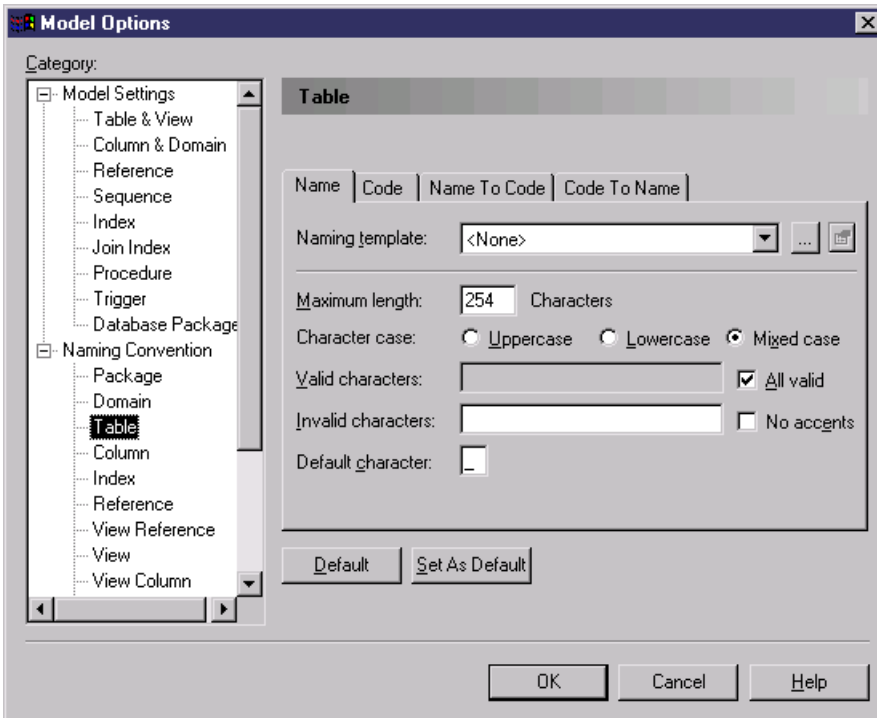 Model Options
Category:
Model Settings
Table & View
Column & Domain
Reference
Sequence
Index
Join Index
Procedure
Trigger
Database Package
Naming Convention
Package
Domain
Table
Column
Index
Reference
View Reference
View
View Column
Table
Name Code Name To Code Code To Name
Naming template: <None> ...
Maximum length: 254 Characters
Character case: Uppercase Lowercase Mixed case
Valid characters: All valid
Invalid characters: No accents
Default character: _
Default Set As Default
OK Cancel Help